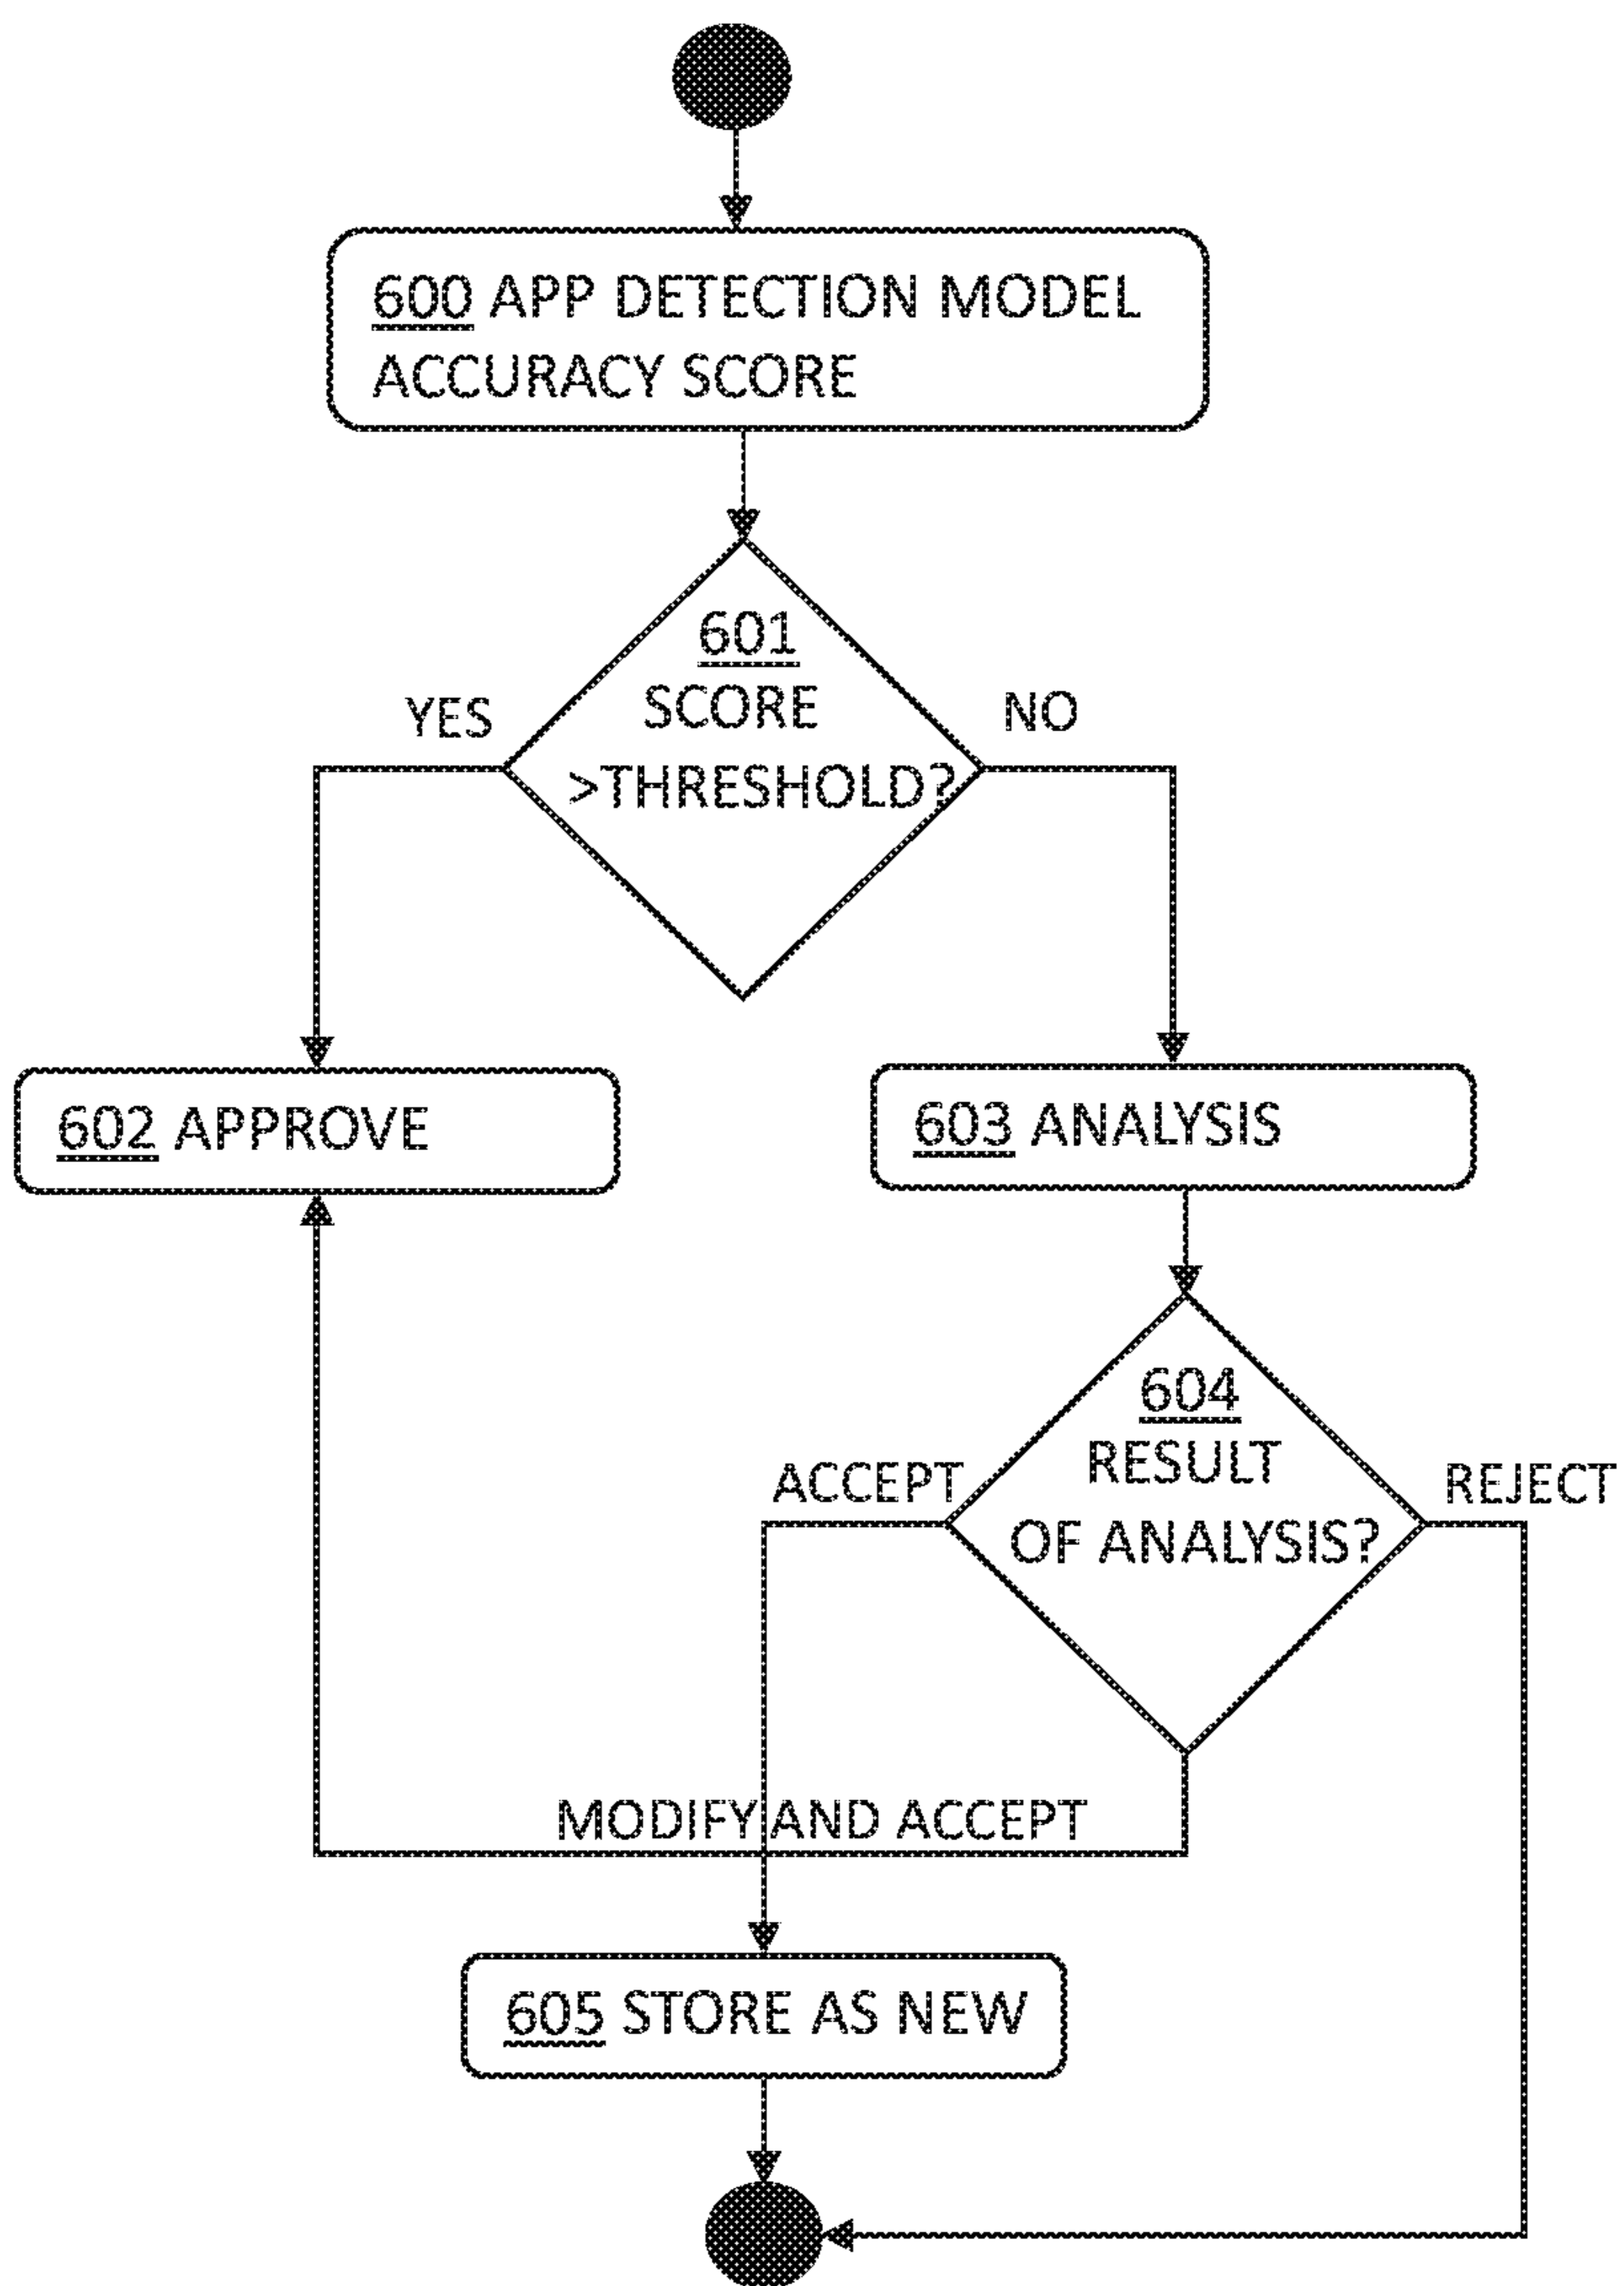 600 APP DETECTION MODEL
ACCURACY SCORE
601
SCORE
>THRESHOLD?
YES
NO
602 APPROVE
603 ANALYSIS
604
RESULT
OF ANALYSIS?
ACCEPT
REJECT
MODIFY AND ACCEPT
605 STORE AS NEW